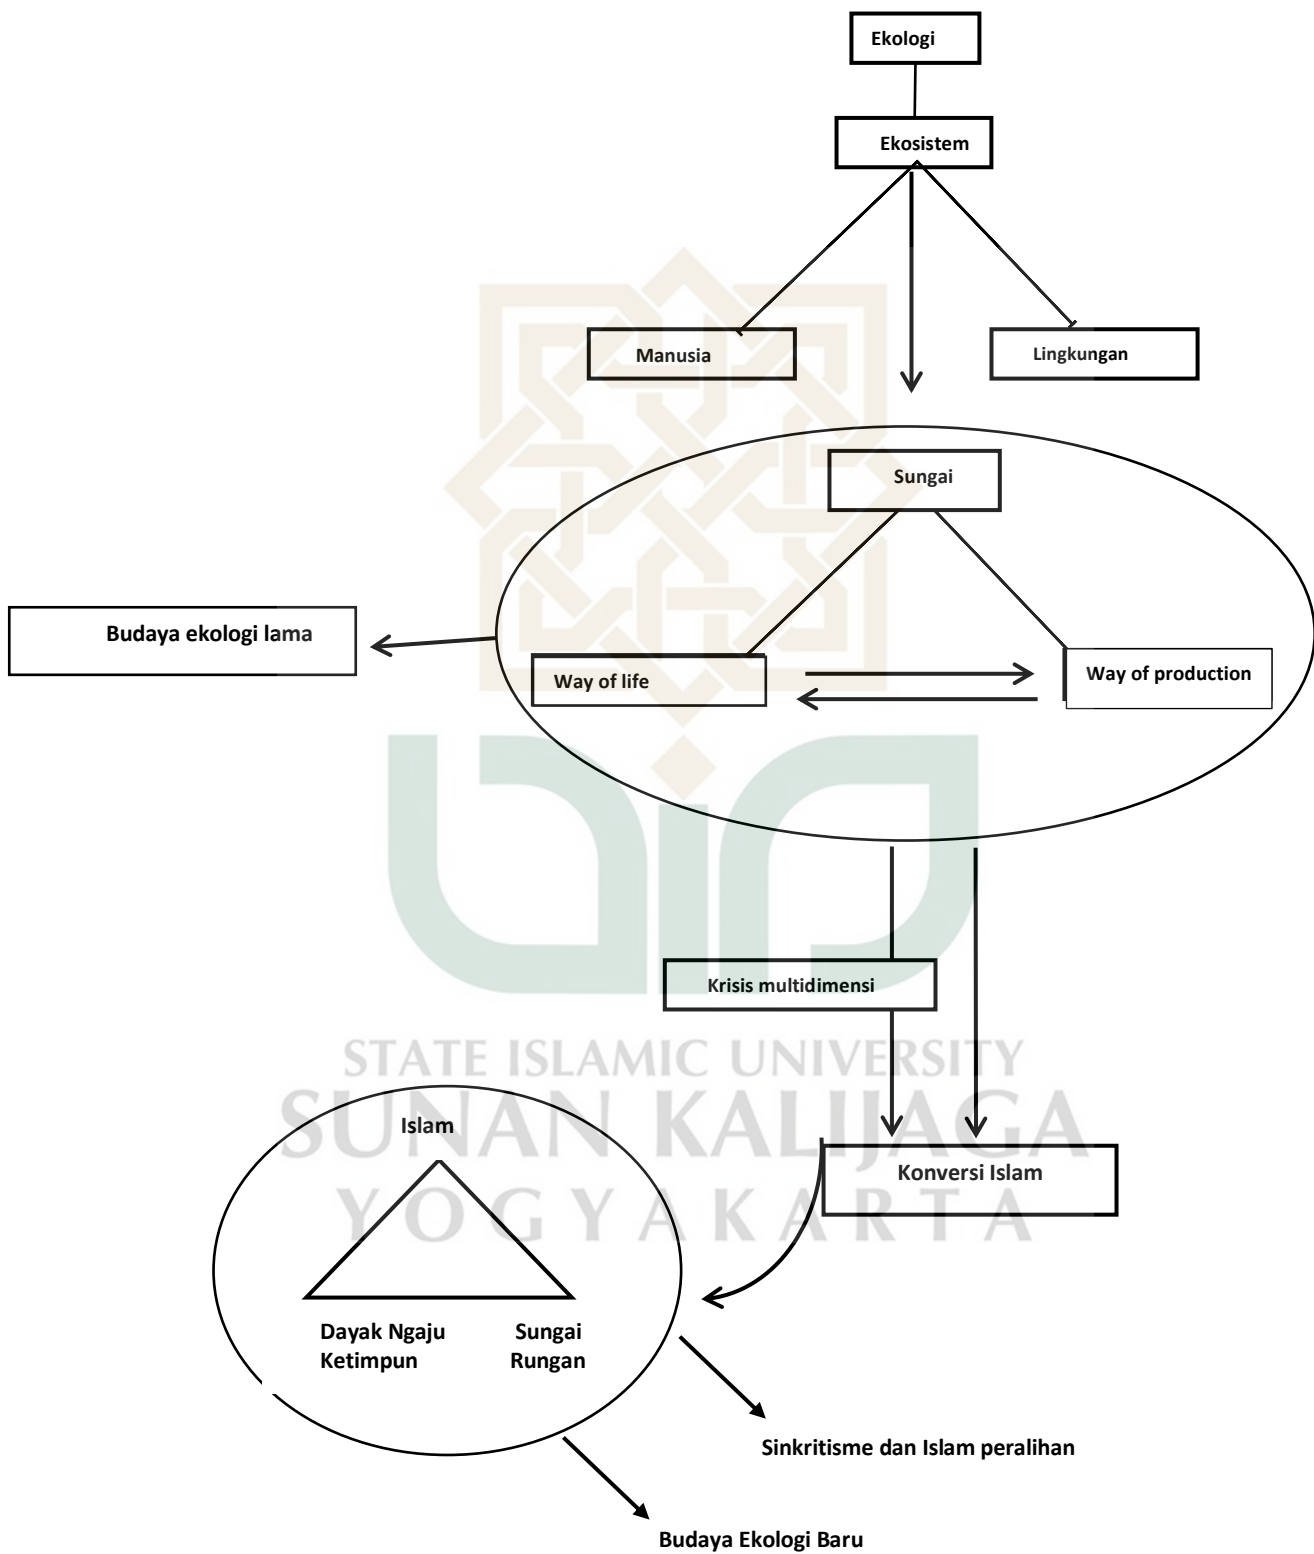 Ekologi
Ekosistem
Manusia
Lingkungan
Sungai
Budaya ekologi lama
Way of life
Way of production
Krisis multidimensi
STATE ISLAMIC UNIVERSITY
SUNAN KALIJAGA
YOGYAKARTA
Islam
Konversi Islam
Dayak Ngaju
Ketimpun
Sungai
Rungan
Sinkritisme dan Islam peralihan
Budaya Ekologi Baru